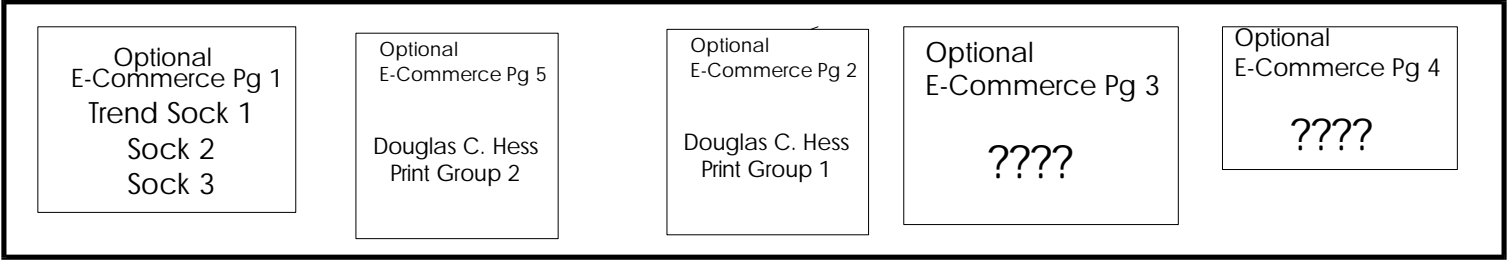 Optional
E-Commerce Pg 1
Trend Sock 1
Sock 2
Sock 3
Optional
E-Commerce Pg 5
Douglas C. Hess
Print Group 2
Optional
E-Commerce Pg 2
Douglas C. Hess
Print Group 1
Optional
E-Commerce Pg 3
????
Optional
E-Commerce Pg 4
????